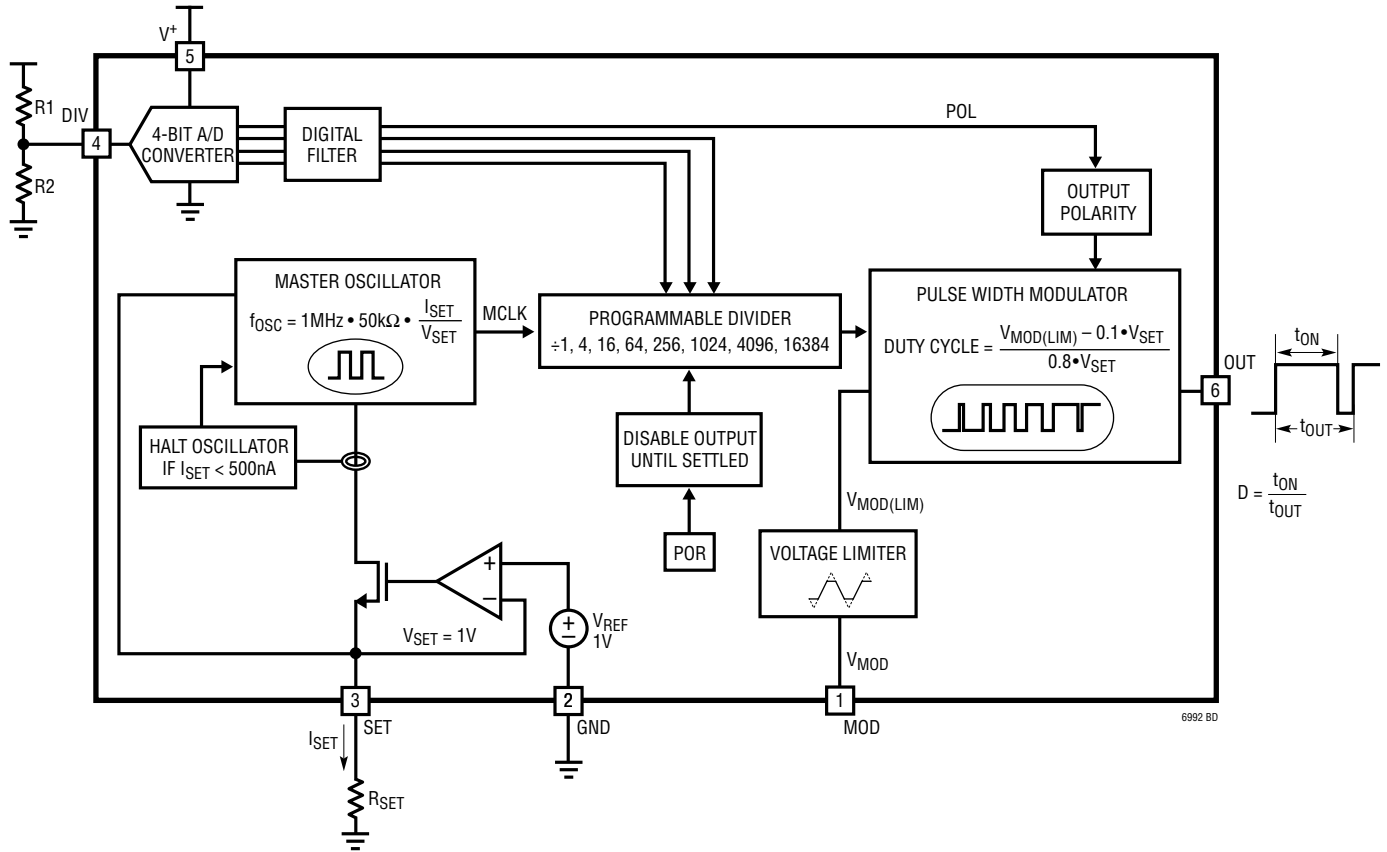 V+
5
R1
DIV
4
R2
4-BIT A/D
CONVERTER
DIGITAL
FILTER
POL
OUTPUT
POLARITY
MASTER OSCILLATOR
fOSC = 1MHz • 50kΩ • ISET
VSET
MCLK
PROGRAMMABLE DIVIDER
÷1, 4, 16, 64, 256, 1024, 4096, 16384
PULSE WIDTH MODULATOR
DUTY CYCLE = VMOD(LIM) – 0.1•VSET
0.8•VSET
OUT
6
tON
tOUT
D = tON
tOUT
HALT OSCILLATOR
IF ISET < 500nA
DISABLE OUTPUT
UNTIL SETTLED
POR
VMOD(LIM)
VOLTAGE LIMITER
VMOD
+
–
VSET = 1V
+
–
VREF
1V
3
SET
2
GND
1
MOD
6992 BD
ISET
RSET